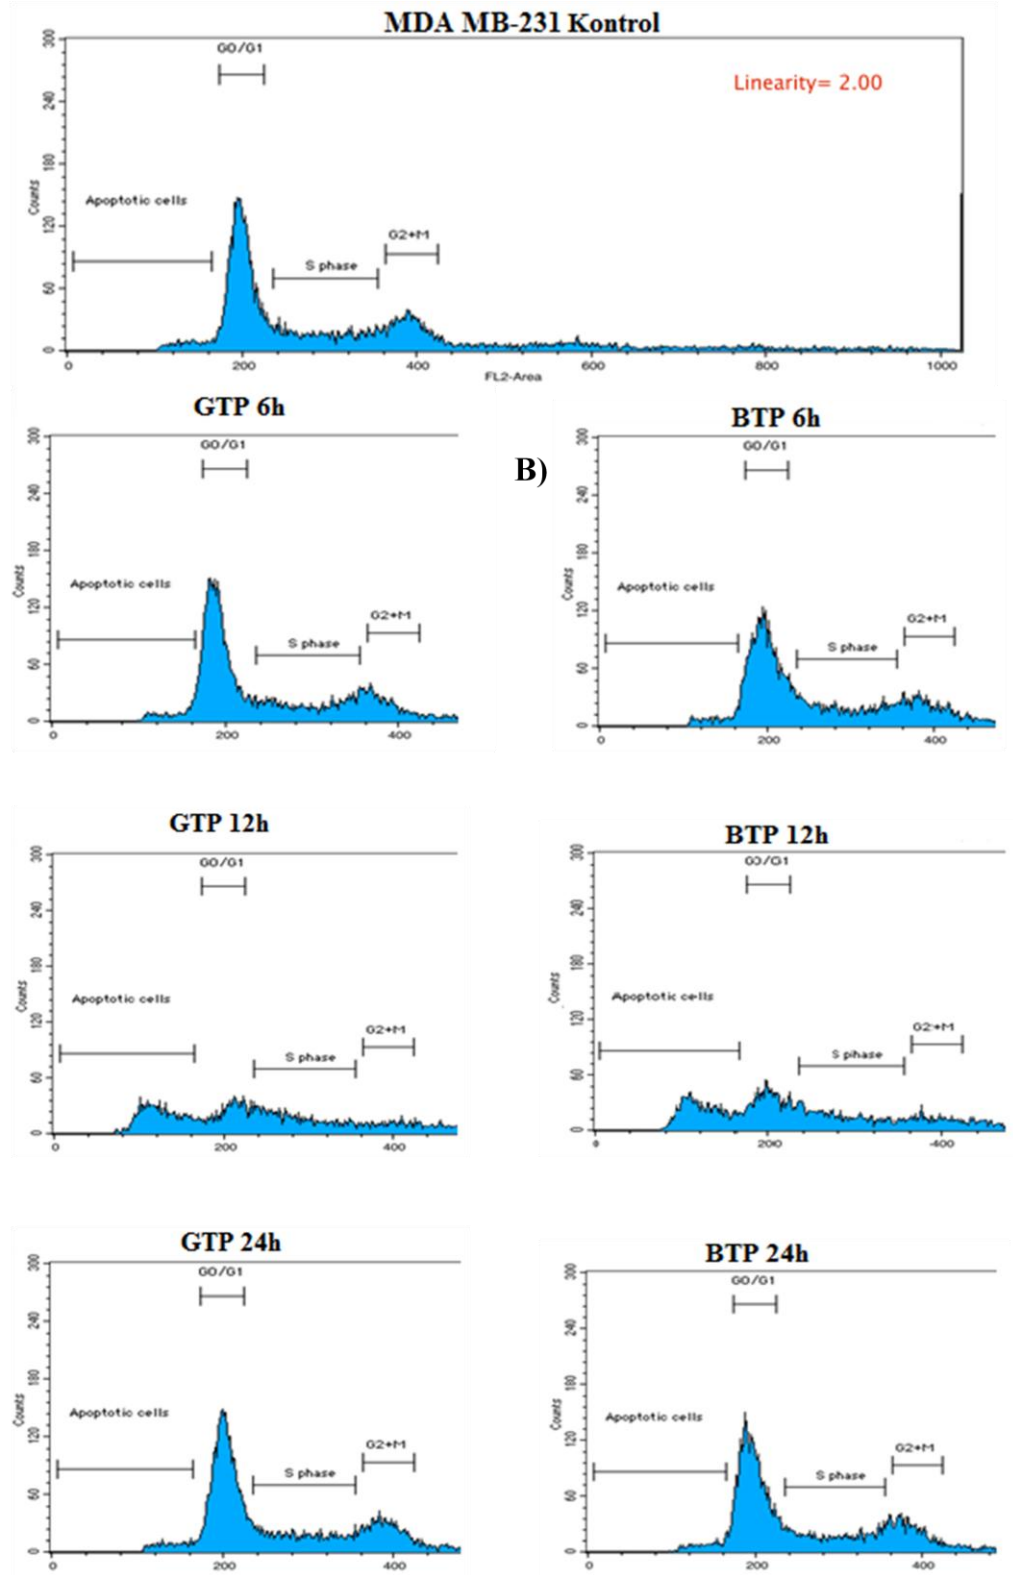 MDA MB-231 Kontrol
300
240
180
120
60
0
Counts
G0/G1
Linearity= 2.00
Apoptotic cells
S phase
G2+M
0 200 400 600 800 1000
FL2-Area
GTP 6h
300
240
180
120
60
0
Counts
G0/G1
Apoptotic cells
S phase
G2+M
0 200 400
B)
BTP 6h
300
240
180
120
60
0
Counts
G0/G1
Apoptotic cells
S phase
G2+M
0 200 400
GTP 12h
300
240
180
120
60
0
Counts
G0/G1
Apoptotic cells
S phase
G2+M
0 200 400
BTP 12h
300
240
180
120
60
0
Counts
G0/G1
Apoptotic cells
S phase
G2+M
0 200 400
GTP 24h
300
240
180
120
60
0
Counts
G0/G1
Apoptotic cells
S phase
G2+M
0 200 400
BTP 24h
300
240
180
120
60
0
Counts
G0/G1
Apoptotic cells
S phase
G2+M
0 200 400